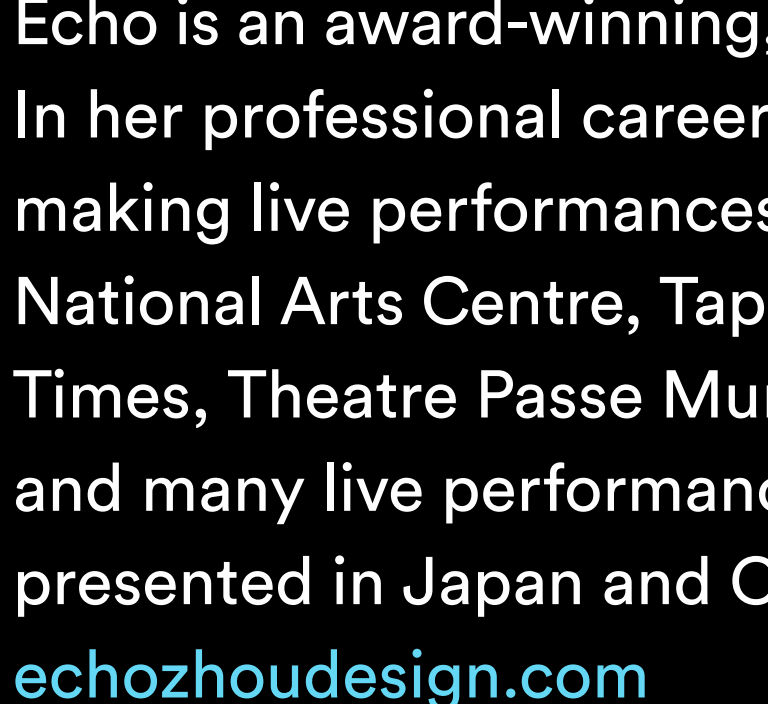 Echo is an award-winning,
In her professional career
making live performances
National Arts Centre, Tap
Times, Theatre Passe Mu
and many live performan
presented in Japan and
echozhoudesign.com